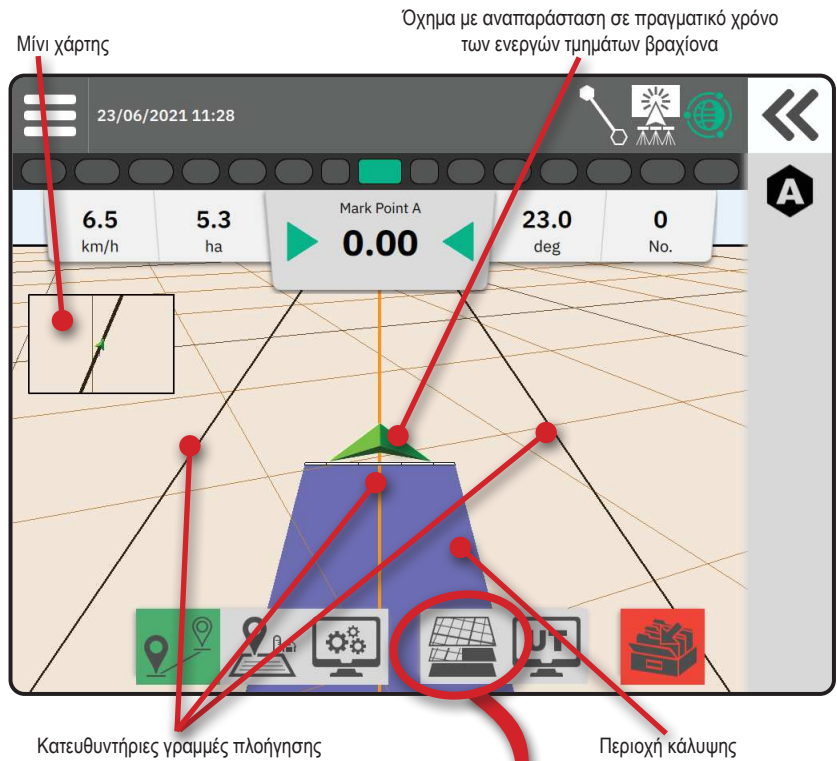 Όχημα με αναπαράσταση σε πραγματικό χρόνο
των ενεργών τμημάτων βραχίονα
Μίνι χάρτης
23/06/2021 11:28
A
6.5
km/h
5.3
ha
Mark Point A
0.00
23.0
deg
0
No.
UT
Κατευθυντήριες γραμμές πλοήγησης
Περιοχή κάλυψης